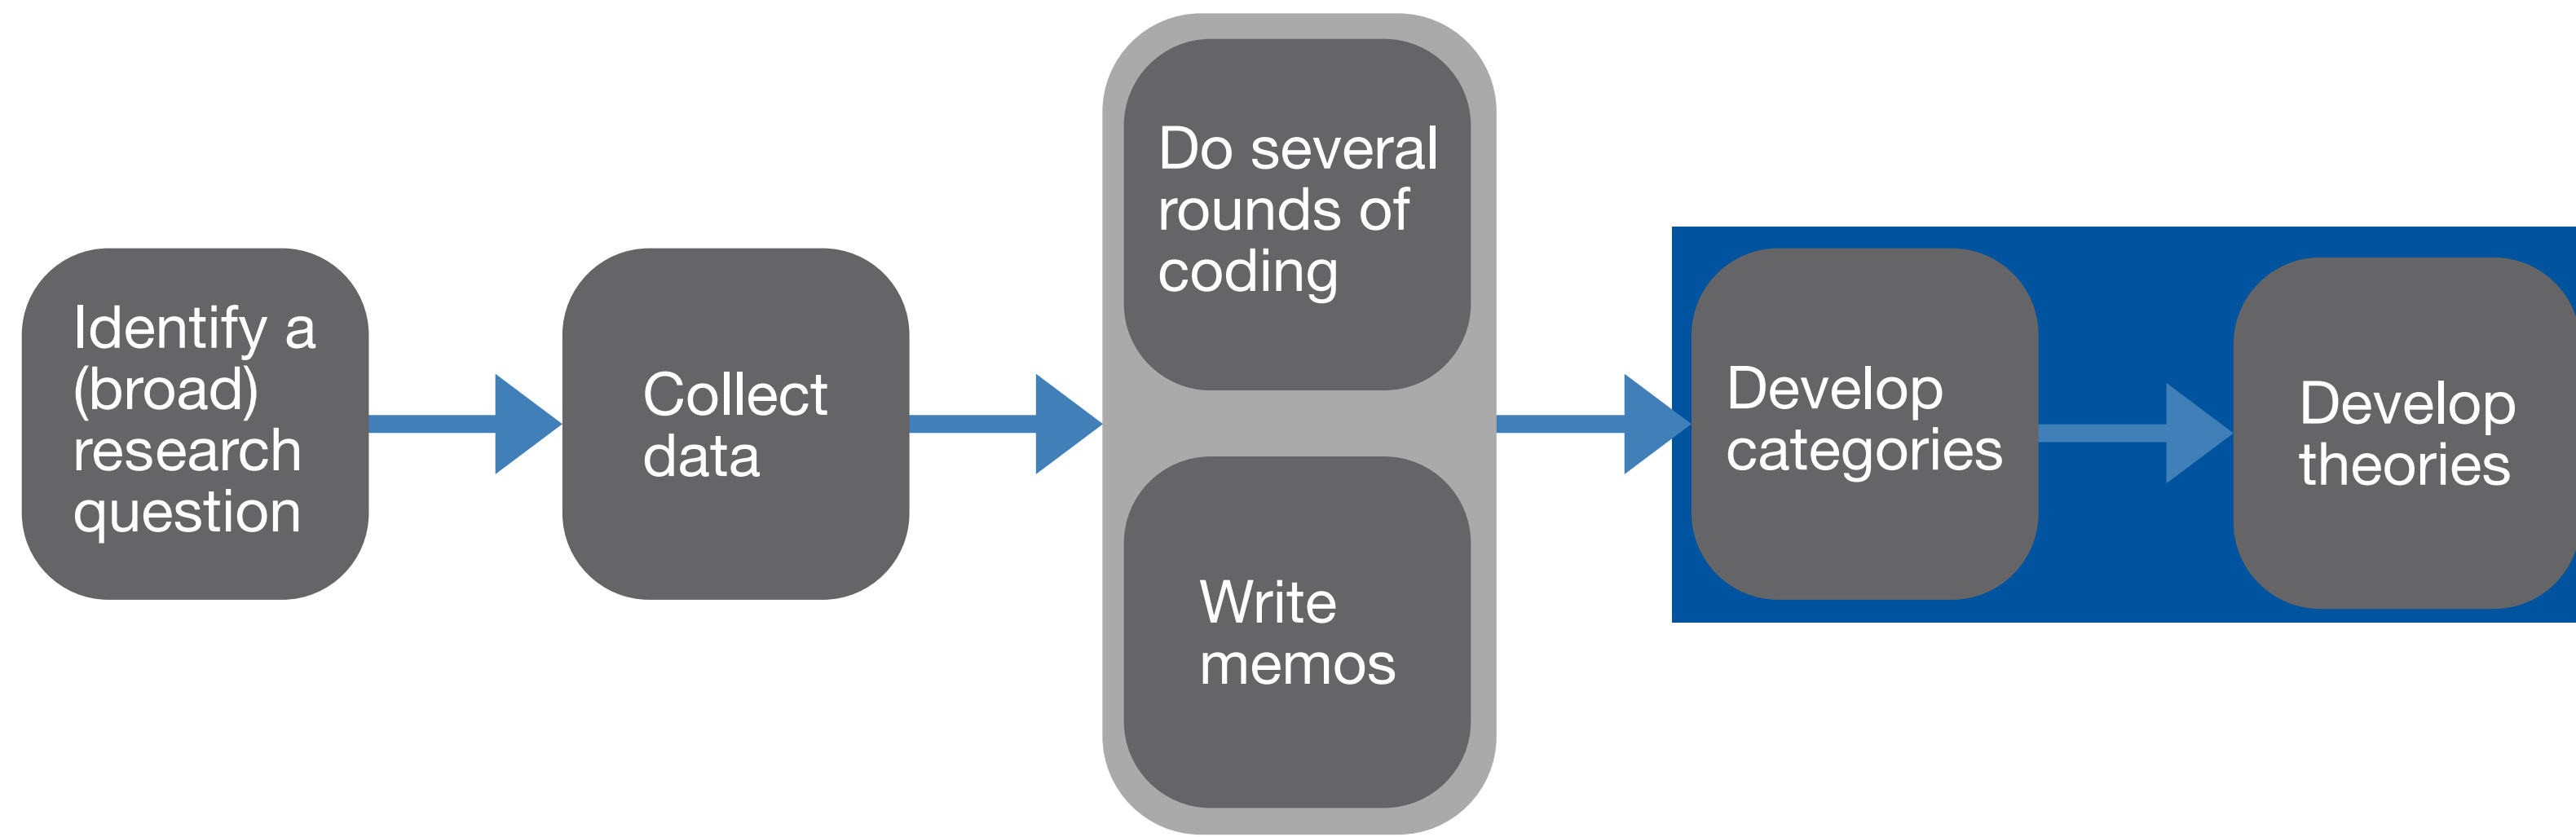 Identify a
(broad)
research
question
Collect
data
Do several
rounds of
coding
Write
memos
Develop
categories
Develop
theories